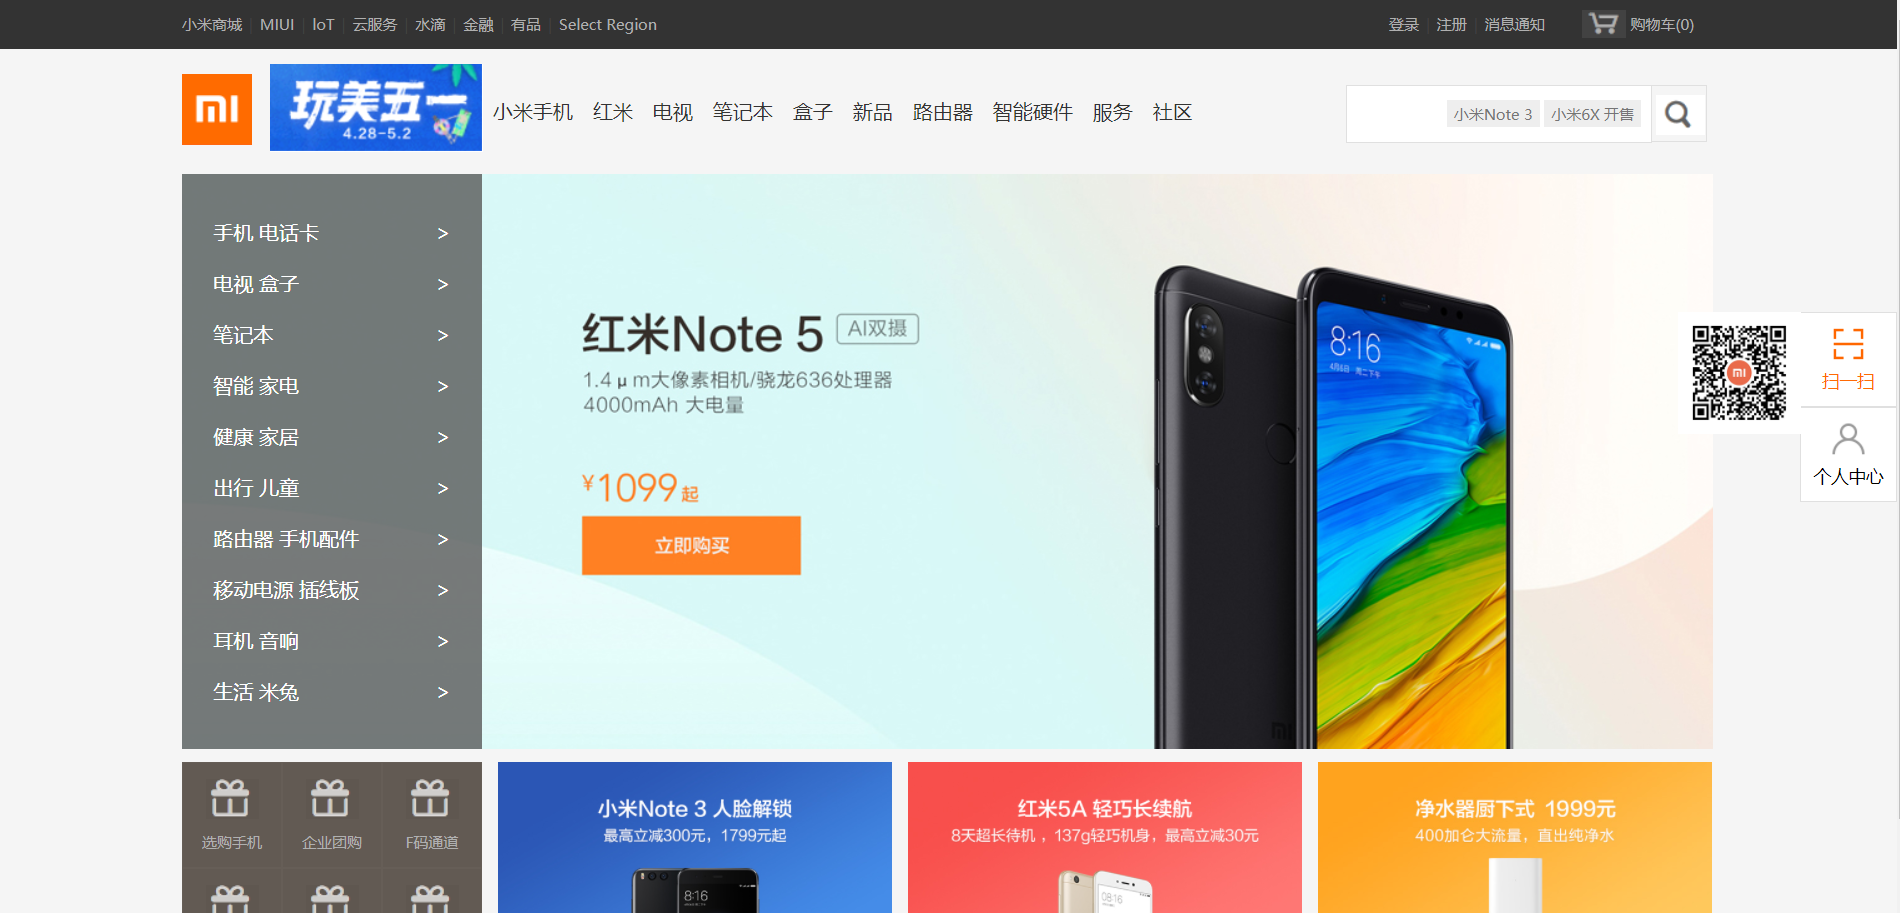 小米商城 MIUI IoT 云服务 水滴 金融 有品 Select Region 登录 注册 消息通知 购物车(0)
玩美五一
4.28-5.2
小米手机 红米 电视 笔记本 盒子 新品 路由器 智能硬件 服务 社区
小米Note 3 小米6X 开售
手机 电话卡 >
电视 盒子 >
笔记本 >
智能 家电 >
健康 家居 >
出行 儿童 >
路由器 手机配件 >
移动电源 插线板 >
耳机 音响 >
生活 米兔 >
红米Note 5 AI双摄
1.4μm大像素相机/骁龙636处理器
4000mAh 大电量
¥1099起
立即购买
8:16
4月6日 周二下午
扫一扫
个人中心
选购手机 企业团购 F码通道
小米Note 3 人脸解锁
最高立减300元，1799元起
8:16
红米5A 轻巧长续航
8天超长待机 ，137g轻巧机身，最高立减30元
08:16
净水器厨下式 1999元
400加仑大流量，直出纯净水